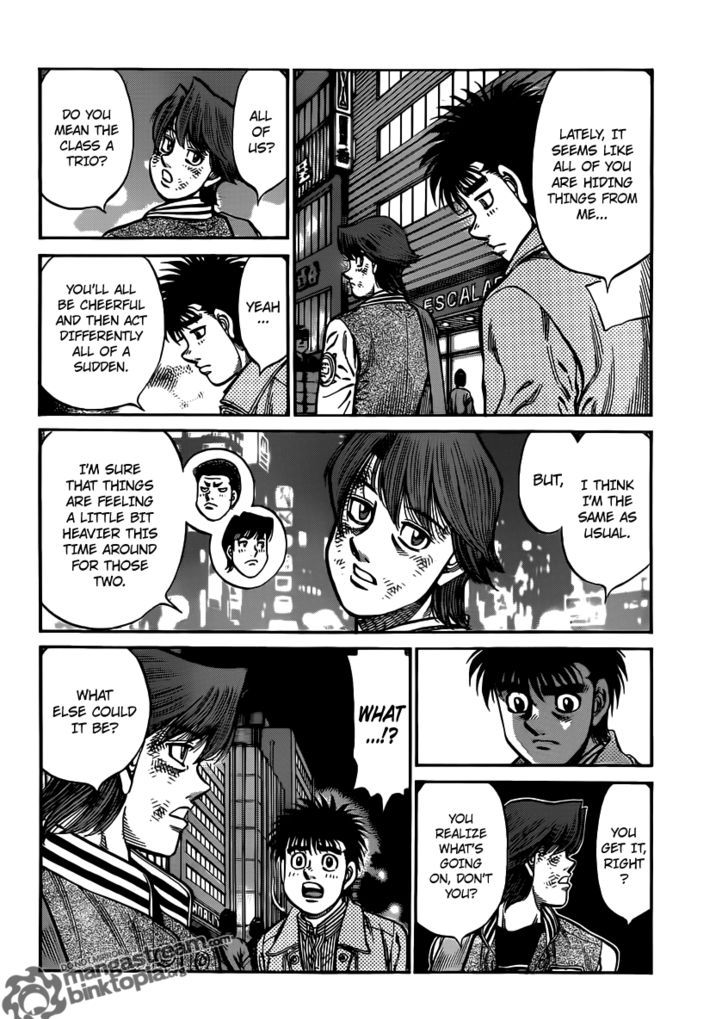 LATELY, IT
SEEMS LIKE
ALL OF YOU
ARE HIDING
THINGS FROM
ME...
ESCALA
ALL
OF
US?
DO YOU
MEAN THE
CLASS A
TRIO?
YEAH
...
YOU'LL ALL
BE CHEERFUL
AND THEN ACT
DIFFERENTLY
ALL OF A
SUDDEN.
I THINK
I'M THE
SAME AS
USUAL.
BUT,
I'M SURE
THAT THINGS
ARE FEELING
A LITTLE BIT
HEAVIER THIS
TIME AROUND
FOR THOSE
TWO.
YOU
GET IT,
RIGHT
?
YOU
REALIZE
WHAT'S
GOING
ON, DON'T
YOU?
WHAT
...!?
WHAT
ELSE COULD
IT BE?
mangastream.com
binktopia